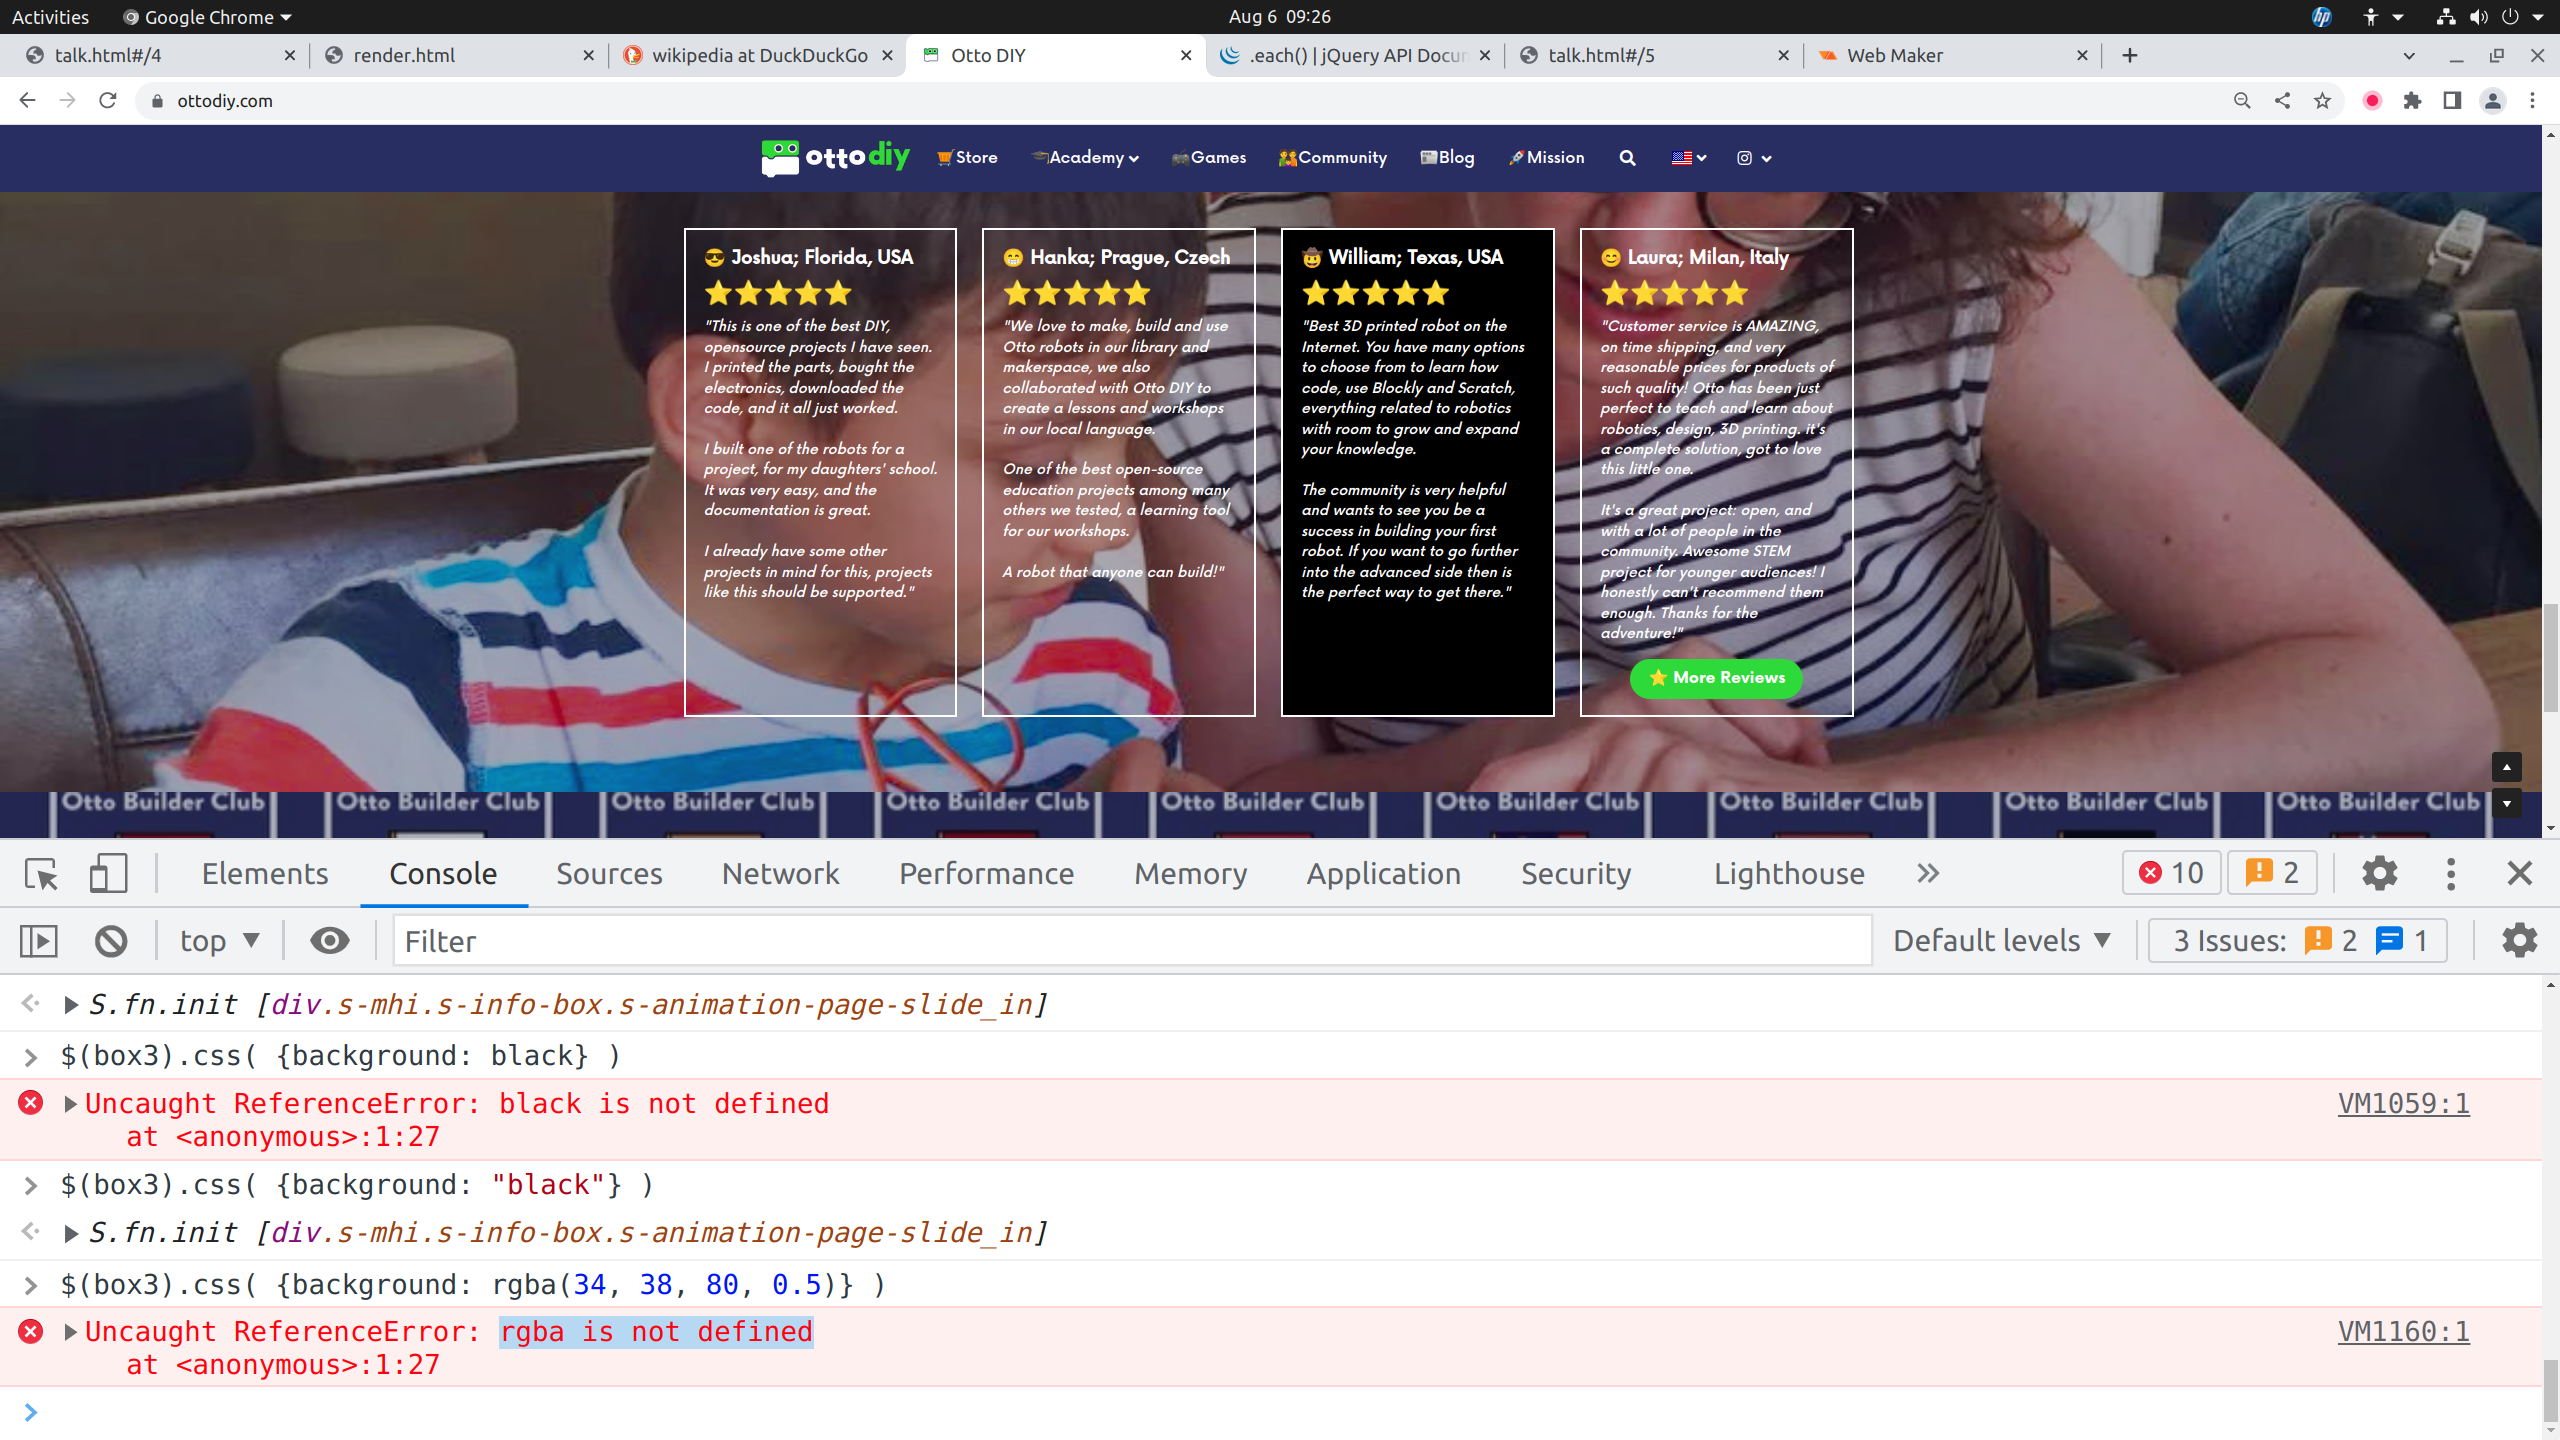 Activities
Google Chrome
Aug 6 09:26
talk.html#/4
render.html
wikipedia at DuckDuckGo
Otto DIY
.each() | jQuery API Docu
talk.html#/5
Web Maker
ottodiy.com
otto diy
🛒Store
🎓Academy
🎮Games
👫Community
📰Blog
🚀Mission
😎 Joshua; Florida, USA
⭐⭐⭐⭐⭐
"This is one of the best DIY,
opensource projects I have seen.
I printed the parts, bought the
electronics, downloaded the
code, and it all just worked.
I built one of the robots for a
project, for my daughters' school.
It was very easy, and the
documentation is great.
I already have some other
projects in mind for this, projects
like this should be supported."
😁 Hanka; Prague, Czech
⭐⭐⭐⭐⭐
"We love to make, build and use
Otto robots in our library and
makerspace, we also
collaborated with Otto DIY to
create a lessons and workshops
in our local language.
One of the best open-source
education projects among many
others we tested, a learning tool
for our workshops.
A robot that anyone can build!"
🤠 William; Texas, USA
⭐⭐⭐⭐⭐
"Best 3D printed robot on the
Internet. You have many options
to choose from to learn how
code, use Blockly and Scratch,
everything related to robotics
with room to grow and expand
your knowledge.
The community is very helpful
and wants to see you be a
success in building your first
robot. If you want to go further
into the advanced side then is
the perfect way to get there."
😊 Laura; Milan, Italy
⭐⭐⭐⭐⭐
"Customer service is AMAZING,
on time shipping, and very
reasonable prices for products of
such quality! Otto has been just
perfect to teach and learn about
robotics, design, 3D printing. it's
a complete solution, got to love
this little one.
It's a great project: open, and
with a lot of people in the
community. Awesome STEM
project for younger audiences! I
honestly can't recommend them
enough. Thanks for the
adventure!"
⭐ More Reviews
Otto Builder Club
Otto Builder Club
Otto Builder Club
Otto Builder Club
Otto Builder Club
Otto Builder Club
Otto Builder Club
Otto Builder Club
Otto Builder Club
Elements
Console
Sources
Network
Performance
Memory
Application
Security
Lighthouse
10
2
top
Filter
Default levels
3 Issues: 2 1
S.fn.init [div.s-mhi.s-info-box.s-animation-page-slide_in]
$(box3).css( {background: black} )
Uncaught ReferenceError: black is not defined
VM1059:1
at <anonymous>:1:27
$(box3).css( {background: "black"} )
S.fn.init [div.s-mhi.s-info-box.s-animation-page-slide_in]
$(box3).css( {background: rgba(34, 38, 80, 0.5)} )
Uncaught ReferenceError: rgba is not defined
VM1160:1
at <anonymous>:1:27